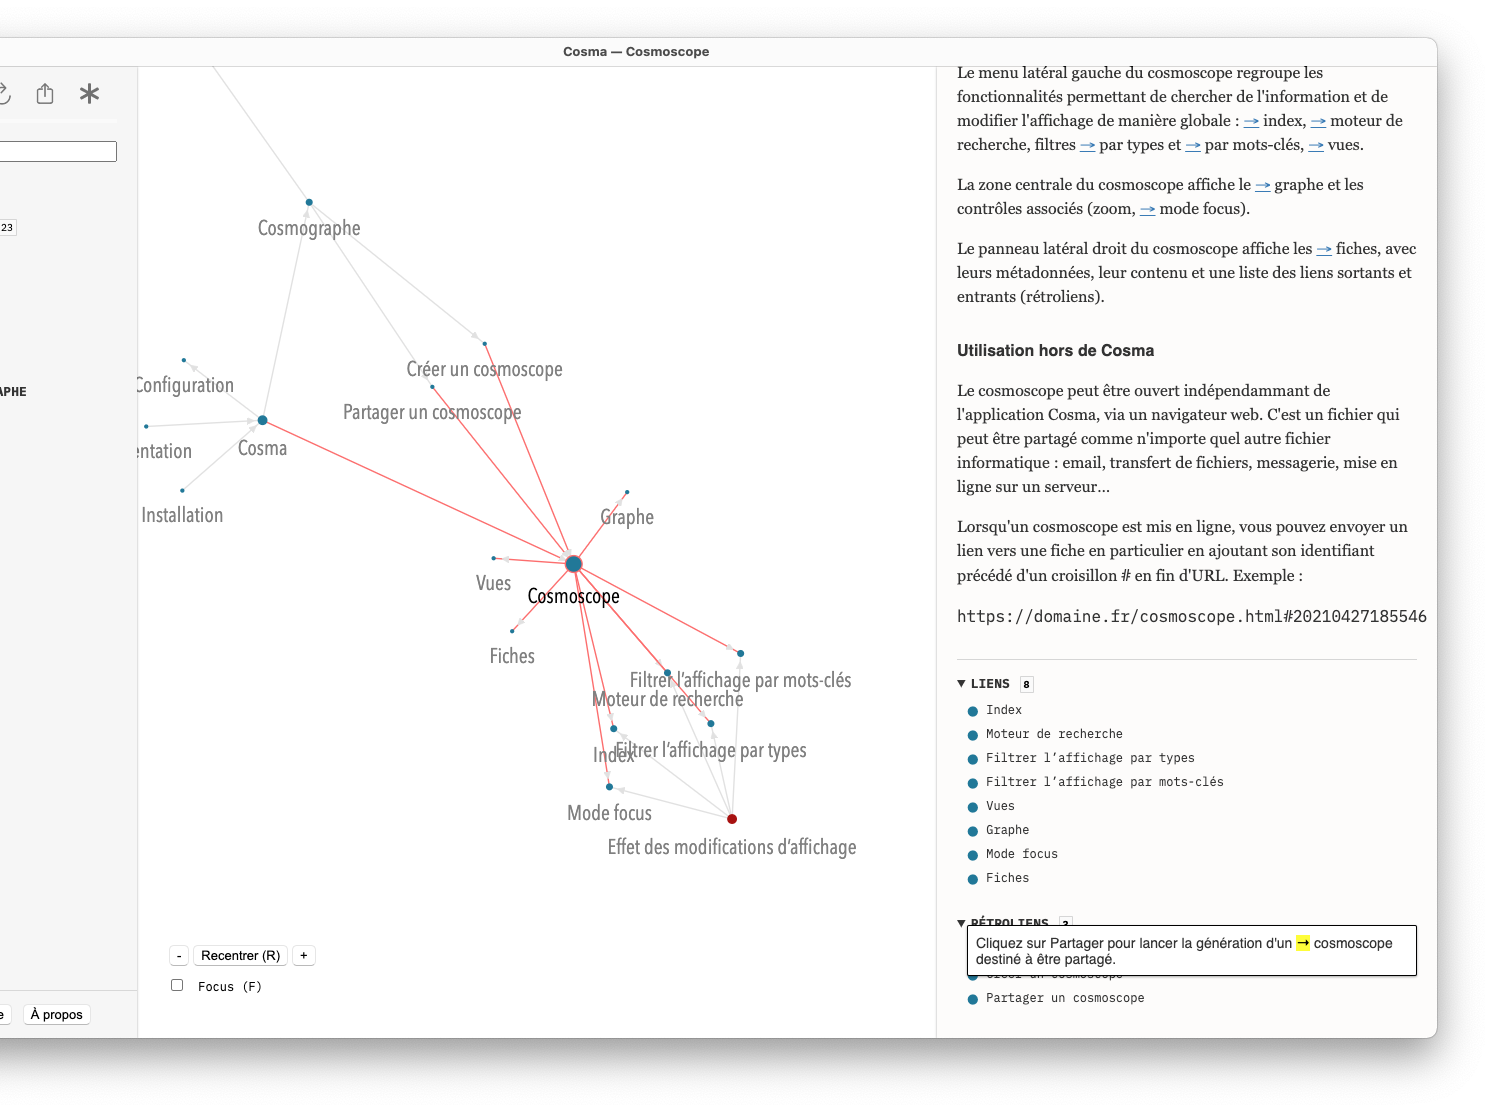 Cosma — Cosmoscope
23
APHE
e
À propos
Cosmographe
Créer un cosmoscope
Partager un cosmoscope
Configuration
Cosma
entation
Installation
Graphe
Vues
Cosmoscope
Fiches
Filtrer l’affichage par mots-clés
Moteur de recherche
Filtrer l’affichage par types
Index
Mode focus
Effet des modifications d’affichage
-
Recentrer (R)
+
Focus (F)
Le menu latéral gauche du cosmoscope regroupe les
fonctionnalités permettant de chercher de l'information et de
modifier l'affichage de manière globale : → index, → moteur de
recherche, filtres → par types et → par mots-clés, → vues.
La zone centrale du cosmoscope affiche le → graphe et les
contrôles associés (zoom, → mode focus).
Le panneau latéral droit du cosmoscope affiche les → fiches, avec
leurs métadonnées, leur contenu et une liste des liens sortants et
entrants (rétroliens).
Utilisation hors de Cosma
Le cosmoscope peut être ouvert indépendammant de
l'application Cosma, via un navigateur web. C'est un fichier qui
peut être partagé comme n'importe quel autre fichier
informatique : email, transfert de fichiers, messagerie, mise en
ligne sur un serveur…
Lorsqu'un cosmoscope est mis en ligne, vous pouvez envoyer un
lien vers une fiche en particulier en ajoutant son identifiant
précédé d'un croisillon # en fin d'URL. Exemple :
https://domaine.fr/cosmoscope.html#20210427185546
▼ LIENS 8
Index
Moteur de recherche
Filtrer l’affichage par types
Filtrer l’affichage par mots-clés
Vues
Graphe
Mode focus
Fiches
▼ RÉTROLIENS 3
Cliquez sur Partager pour lancer la génération d'un → cosmoscope
destiné à être partagé.
Créer un cosmoscope
Partager un cosmoscope